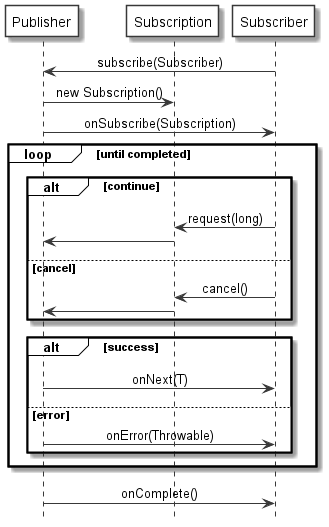 Publisher Subscription Subscriber
subscribe(Subscriber)
new Subscription()
onSubscribe(Subscription)
loop [until completed]
alt [continue]
request(long)
[cancel]
cancel()
alt [success]
onNext(T)
[error]
onError(Throwable)
onComplete()